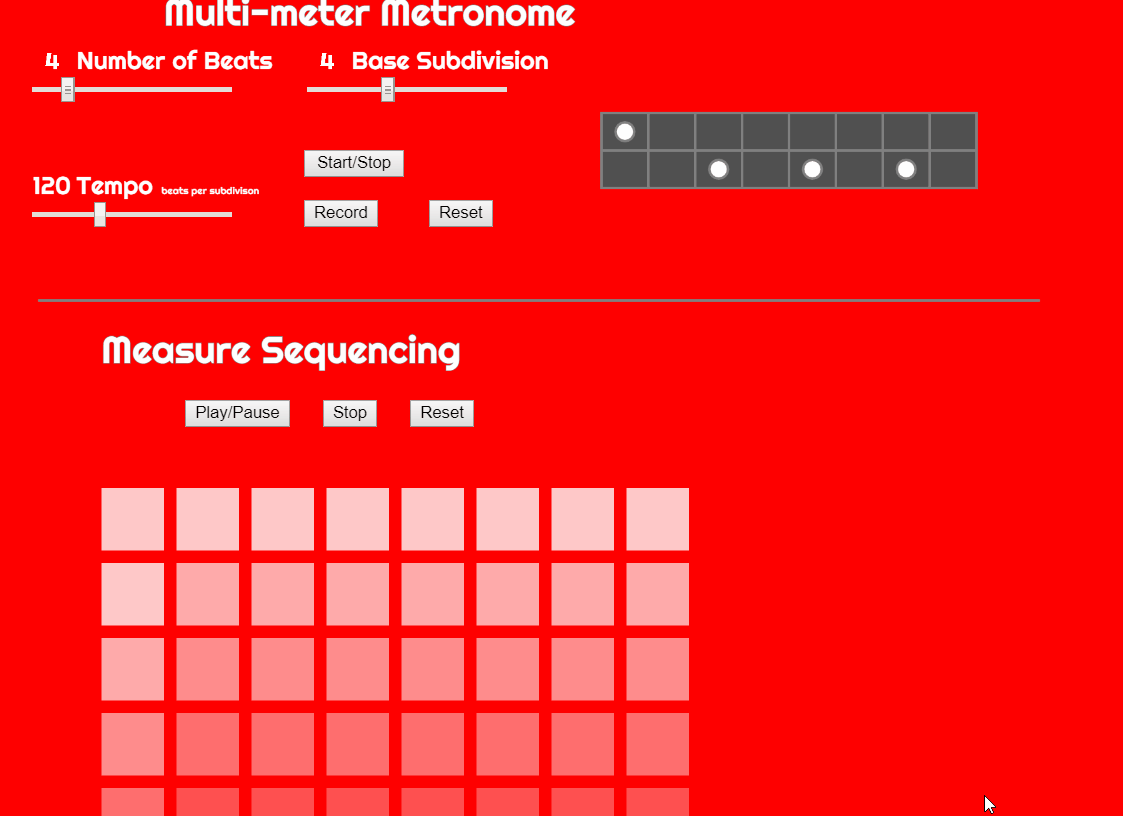 Multi-meter Metronome
4 Number of Beats
4 Base Subdivision
Start/Stop
120 Tempo beats per subdivison
Record
Reset
Measure Sequencing
Play/Pause
Stop
Reset